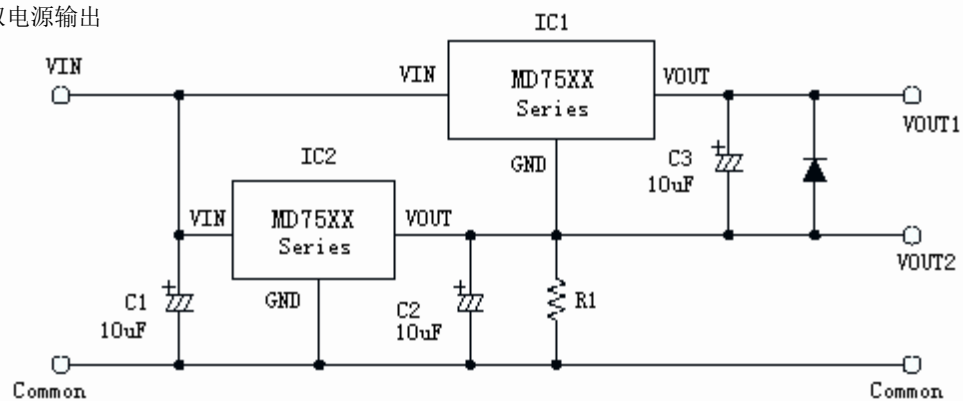 电源输出
IC1
VIN
VIN
MD75XX
Series
VOUT
VOUT1
GND
C3
10uF
IC2
VIN
MD75XX
Series
VOUT
VOUT2
GND
C1
10uF
C2
10uF
R1
Common
Common